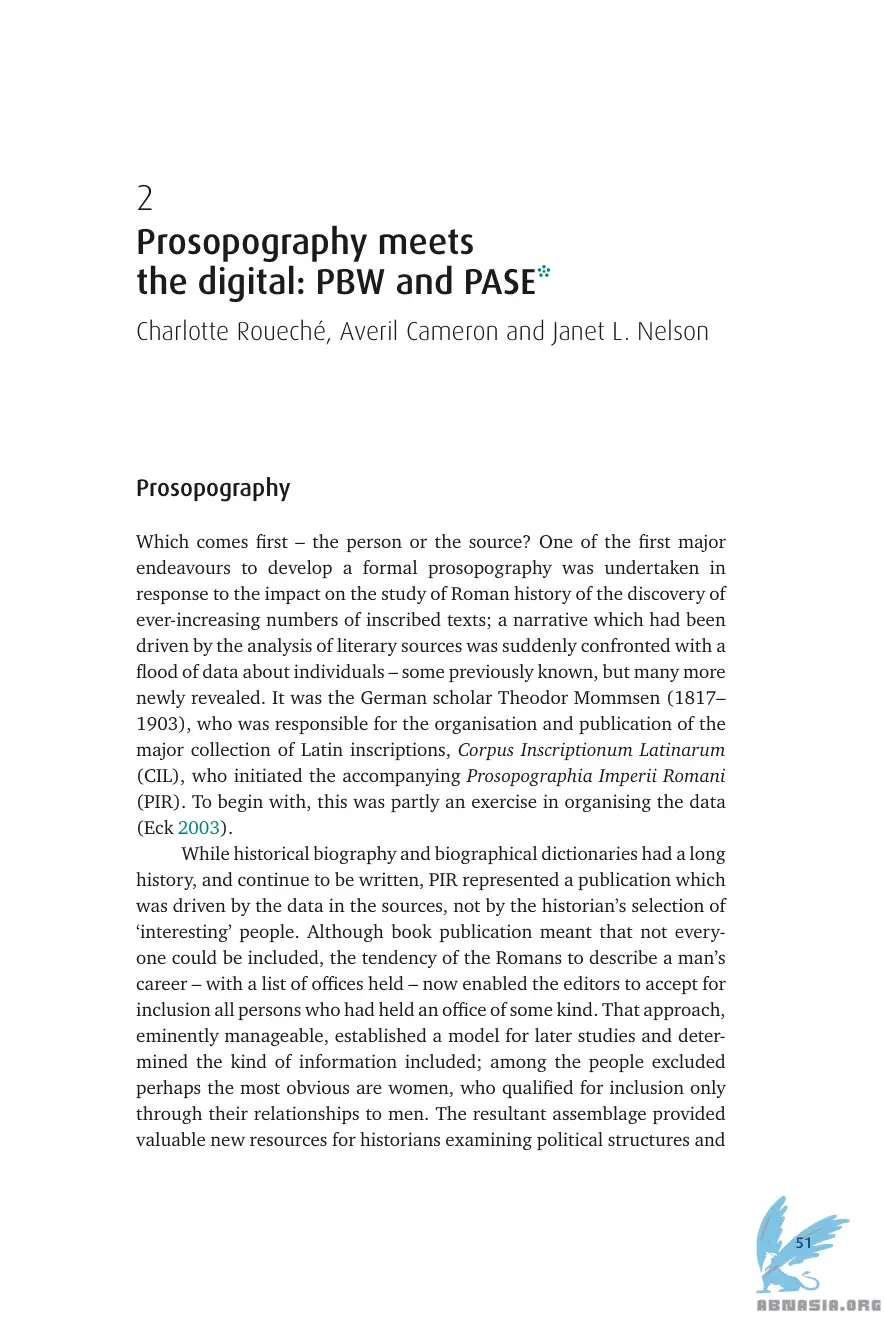 2
Prosopography meets
the digital: PBW and PASE*
Charlotte Roueché, Averil Cameron and Janet L. Nelson
Prosopography
Which comes first – the person or the source? One of the first major
endeavours to develop a formal prosopography was undertaken in
response to the impact on the study of Roman history of the discovery of
ever-increasing numbers of inscribed texts; a narrative which had been
driven by the analysis of literary sources was suddenly confronted with a
flood of data about individuals – some previously known, but many more
newly revealed. It was the German scholar Theodor Mommsen (1817–
1903), who was responsible for the organisation and publication of the
major collection of Latin inscriptions, Corpus Inscriptionum Latinarum
(CIL), who initiated the accompanying Prosopographia Imperii Romani
(PIR). To begin with, this was partly an exercise in organising the data
(Eck 2003).
While historical biography and biographical dictionaries had a long
history, and continue to be written, PIR represented a publication which
was driven by the data in the sources, not by the historian’s selection of
‘interesting’ people. Although book publication meant that not every-
one could be included, the tendency of the Romans to describe a man’s
career – with a list of offices held – now enabled the editors to accept for
inclusion all persons who had held an office of some kind. That approach,
eminently manageable, established a model for later studies and deter-
mined the kind of information included; among the people excluded
perhaps the most obvious are women, who qualified for inclusion only
through their relationships to men. The resultant assemblage provided
valuable new resources for historians examining political structures and
51
ABNASIA.ORG